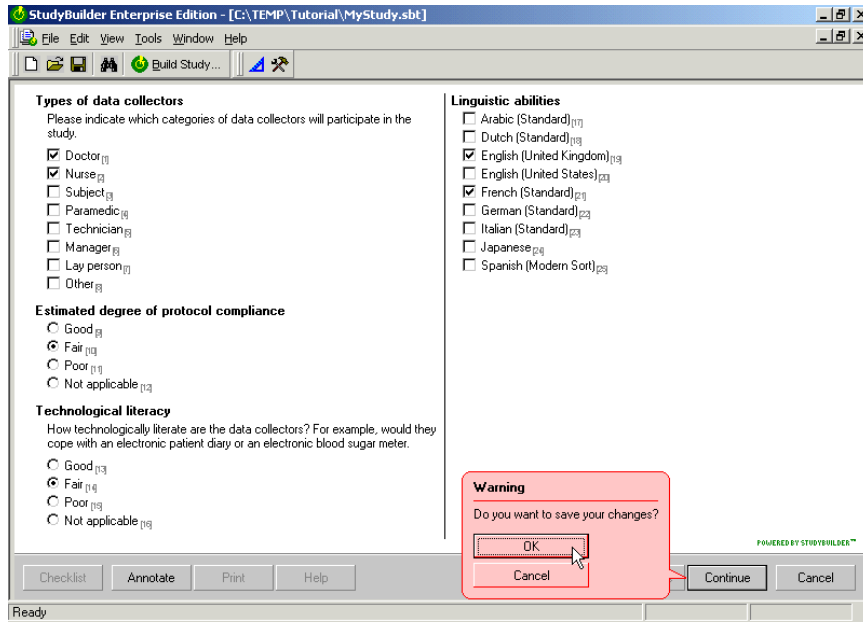 StudyBuilder Enterprise Edition - [C:\TEMP\Tutorial\MyStudy.sbt]
File Edit View Tools Window Help
Build Study...
Types of data collectors
Please indicate which categories of data collectors will participate in the
study.
Doctor[1]
Nurse[2]
Subject[3]
Paramedic[4]
Technician[5]
Manager[6]
Lay person[7]
Other[8]
Estimated degree of protocol compliance
Good [9]
Fair [10]
Poor [11]
Not applicable [12]
Technological literacy
How technologically literate are the data collectors? For example, would they
cope with an electronic patient diary or an electronic blood sugar meter.
Good [13]
Fair [14]
Poor [15]
Not applicable [16]
Linguistic abilities
Arabic (Standard)[17]
Dutch (Standard)[18]
English (United Kingdom)[19]
English (United States)[20]
French (Standard)[21]
German (Standard)[22]
Italian (Standard)[23]
Japanese[24]
Spanish (Modern Sort)[25]
Warning
Do you want to save your changes?
OK
Cancel
POWERED BY STUDYBUILDER™
Checklist Annotate Print Help Continue Cancel
Ready